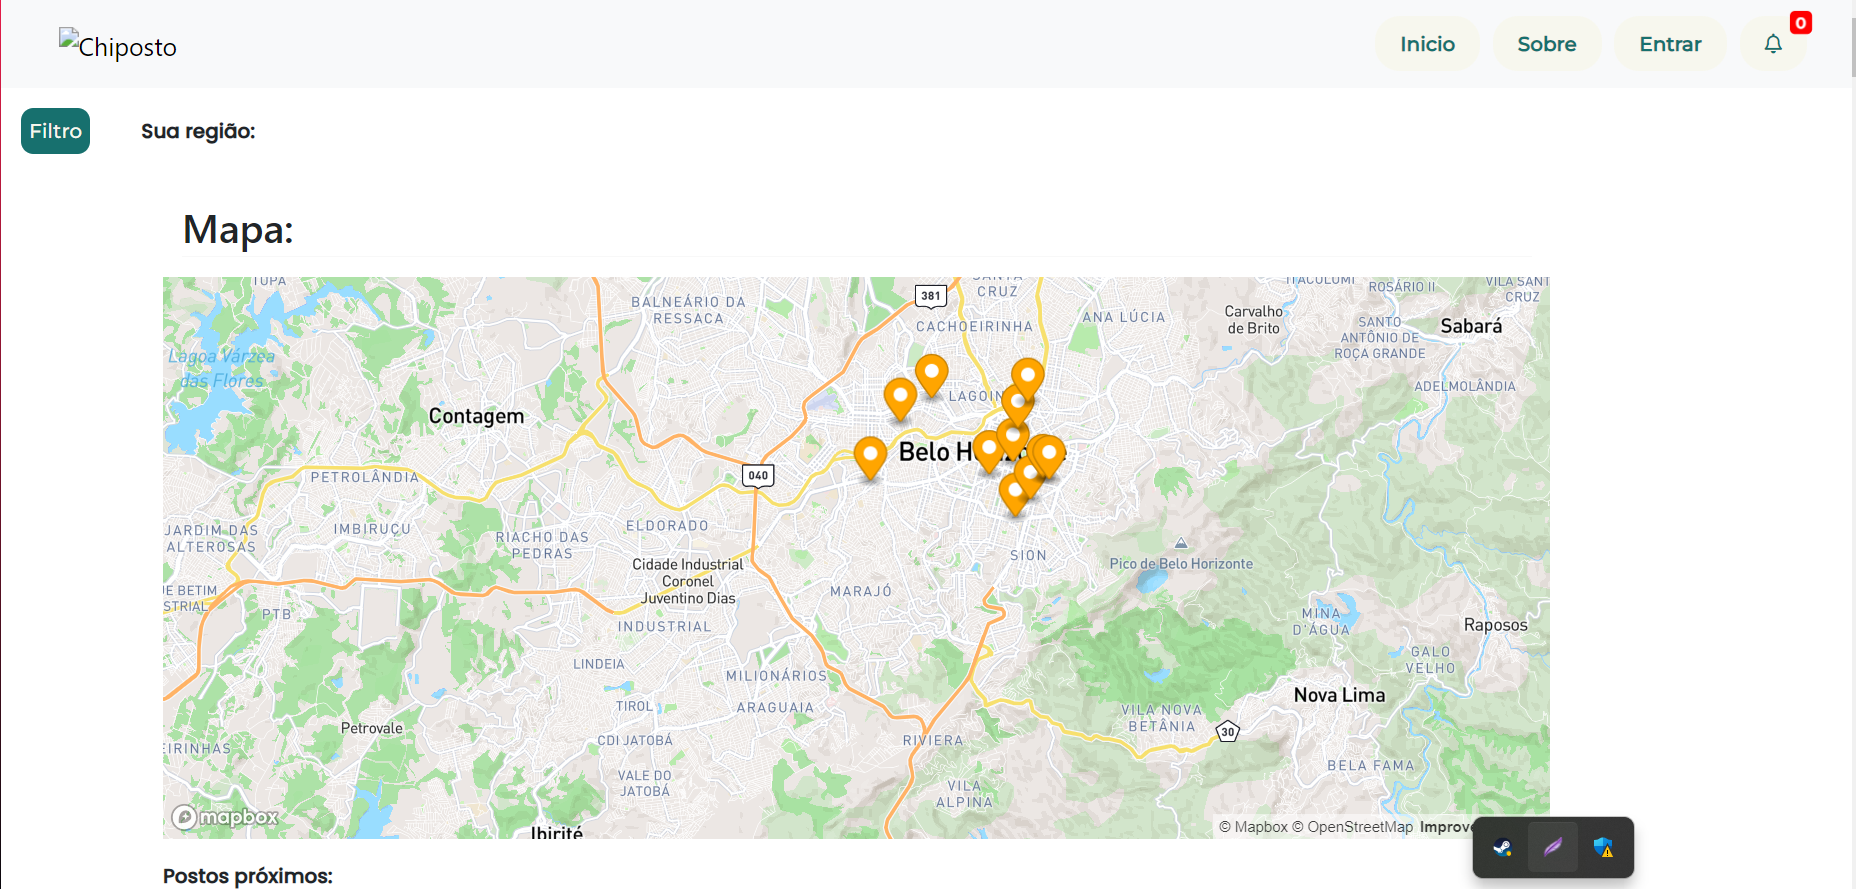 Chiposto
Inicio
Sobre
Entrar
0
Filtro
Sua região:
Mapa:
TUPA
BALNEÁRIO DA
RESSACA
381
SANTA
CRUZ
CACHOEIRINHA
ANA LÚCIA
Carvalho
de Brito
ITACOLOMI
ROSÁRIO II
VILA SANT
CRUZ
SANTO
ANTÔNIO DE
ROÇA GRANDE
Sabará
Lagoa Várzea
das Flores
ADELMOLÂNDIA
Contagem
LAGOIN
Belo H
e
040
PETROLÂNDIA
JARDIM DAS
ALTEROSAS
IMBIRUÇU
RIACHO DAS
PEDRAS
ELDORADO
Cidade Industrial
Coronel
Juventino Dias
SION
Pico de Belo Horizonte
DE BETIM
STRIAL
PTB
MARAJÓ
INDUSTRIAL
MINA
D'ÁGUA
Raposos
LINDEIA
MILIONÁRIOS
GALO
VELHO
Nova Lima
TIROL
ARAGUAIA
VILA NOVA
BETÂNIA
30
Petrovale
EIRINHAS
CDI JATOBÁ
RIVIERA
BELA FAMA
VALE DO
JATOBÁ
VILA
ALPINA
mapbox
Ibirité
© Mapbox © OpenStreetMap Improve
Postos próximos: